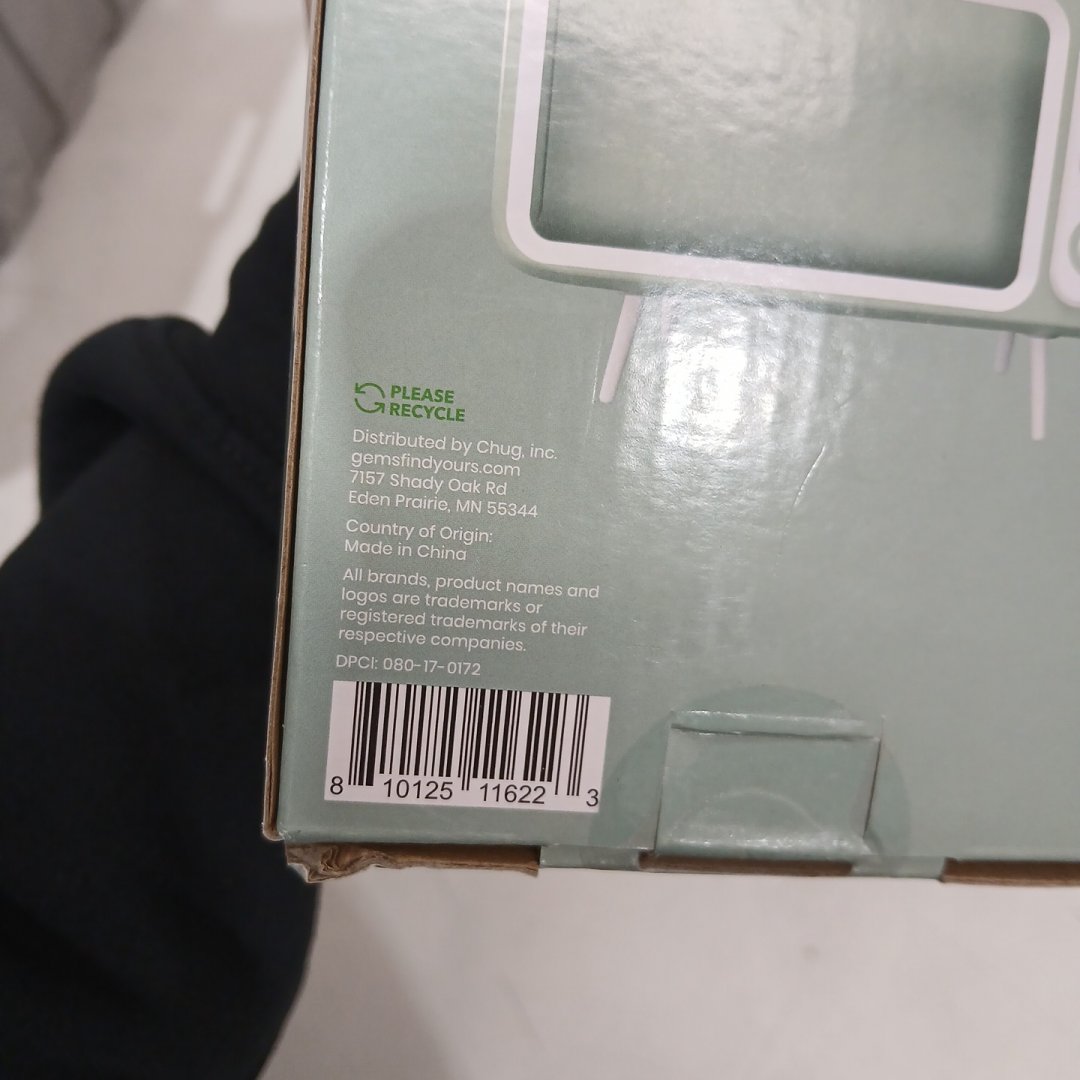 PLEASE
RECYCLE
Distributed by Chug, inc.
gemsfindyours.com
7157 Shady Oak Rd
Eden Prairie, MN 55344
Country of Origin:
Made in China
All brands, product names and
logos are trademarks or
registered trademarks of their
respective companies.
DPCI: 080-17-0172
8 10125 11622 3